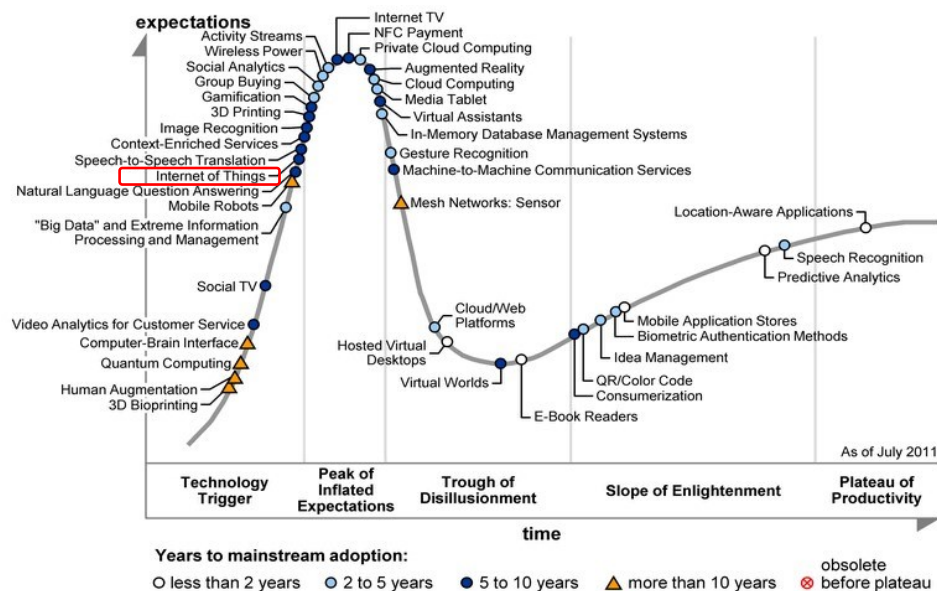 expectations
Internet TV
NFC Payment
Activity Streams
Wireless Power
Private Cloud Computing
Social Analytics
Augmented Reality
Group Buying
Cloud Computing
Gamification
Media Tablet
3D Printing
Virtual Assistants
Image Recognition
In-Memory Database Management Systems
Context-Enriched Services
Gesture Recognition
Speech-to-Speech Translation
Machine-to-Machine Communication Services
Internet of Things
Natural Language Question Answering
Mobile Robots
Mesh Networks: Sensor
Location-Aware Applications
"Big Data" and Extreme Information
Processing and Management
Speech Recognition
Predictive Analytics
Social TV
Cloud/Web
Platforms
Video Analytics for Customer Service
Mobile Application Stores
Computer-Brain Interface
Hosted Virtual
Desktops
Biometric Authentication Methods
Quantum Computing
Idea Management
Virtual Worlds
QR/Color Code
Human Augmentation
Consumerization
3D Bioprinting
E-Book Readers
As of July 2011
Technology
Trigger
Peak of
Inflated
Expectations
Trough of
Disillusionment
Slope of Enlightenment
Plateau of
Productivity
time
Years to mainstream adoption:
less than 2 years
2 to 5 years
5 to 10 years
more than 10 years
obsolete
before plateau